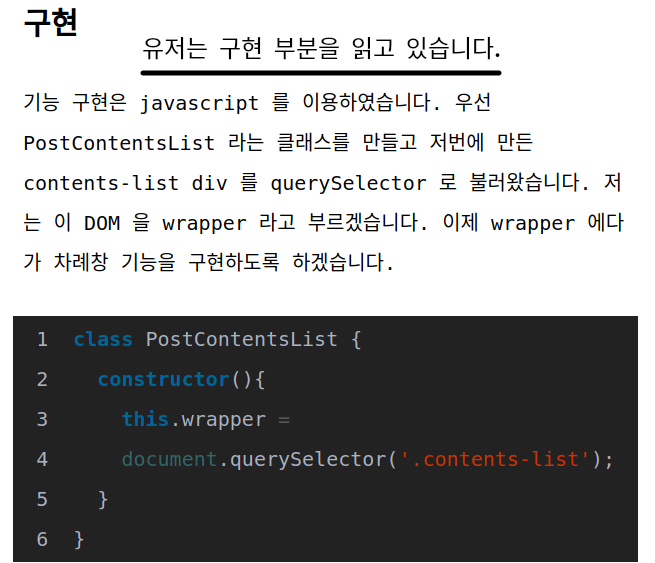 구현
유저는 구현 부분을 읽고 있습니다.
기능 구현은 javascript 를 이용하였습니다. 우선
PostContentsList 라는 클래스를 만들고 저번에 만든
contents-list div 를 querySelector 로 불러왔습니다. 저
는 이 DOM 을 wrapper 라고 부르겠습니다. 이제 wrapper 에다
가 차례창 기능을 구현하도록 하겠습니다.
1 class PostContentsList {
2 constructor(){
3 this.wrapper =
4 document.querySelector('.contents-list');
5 }
6 }